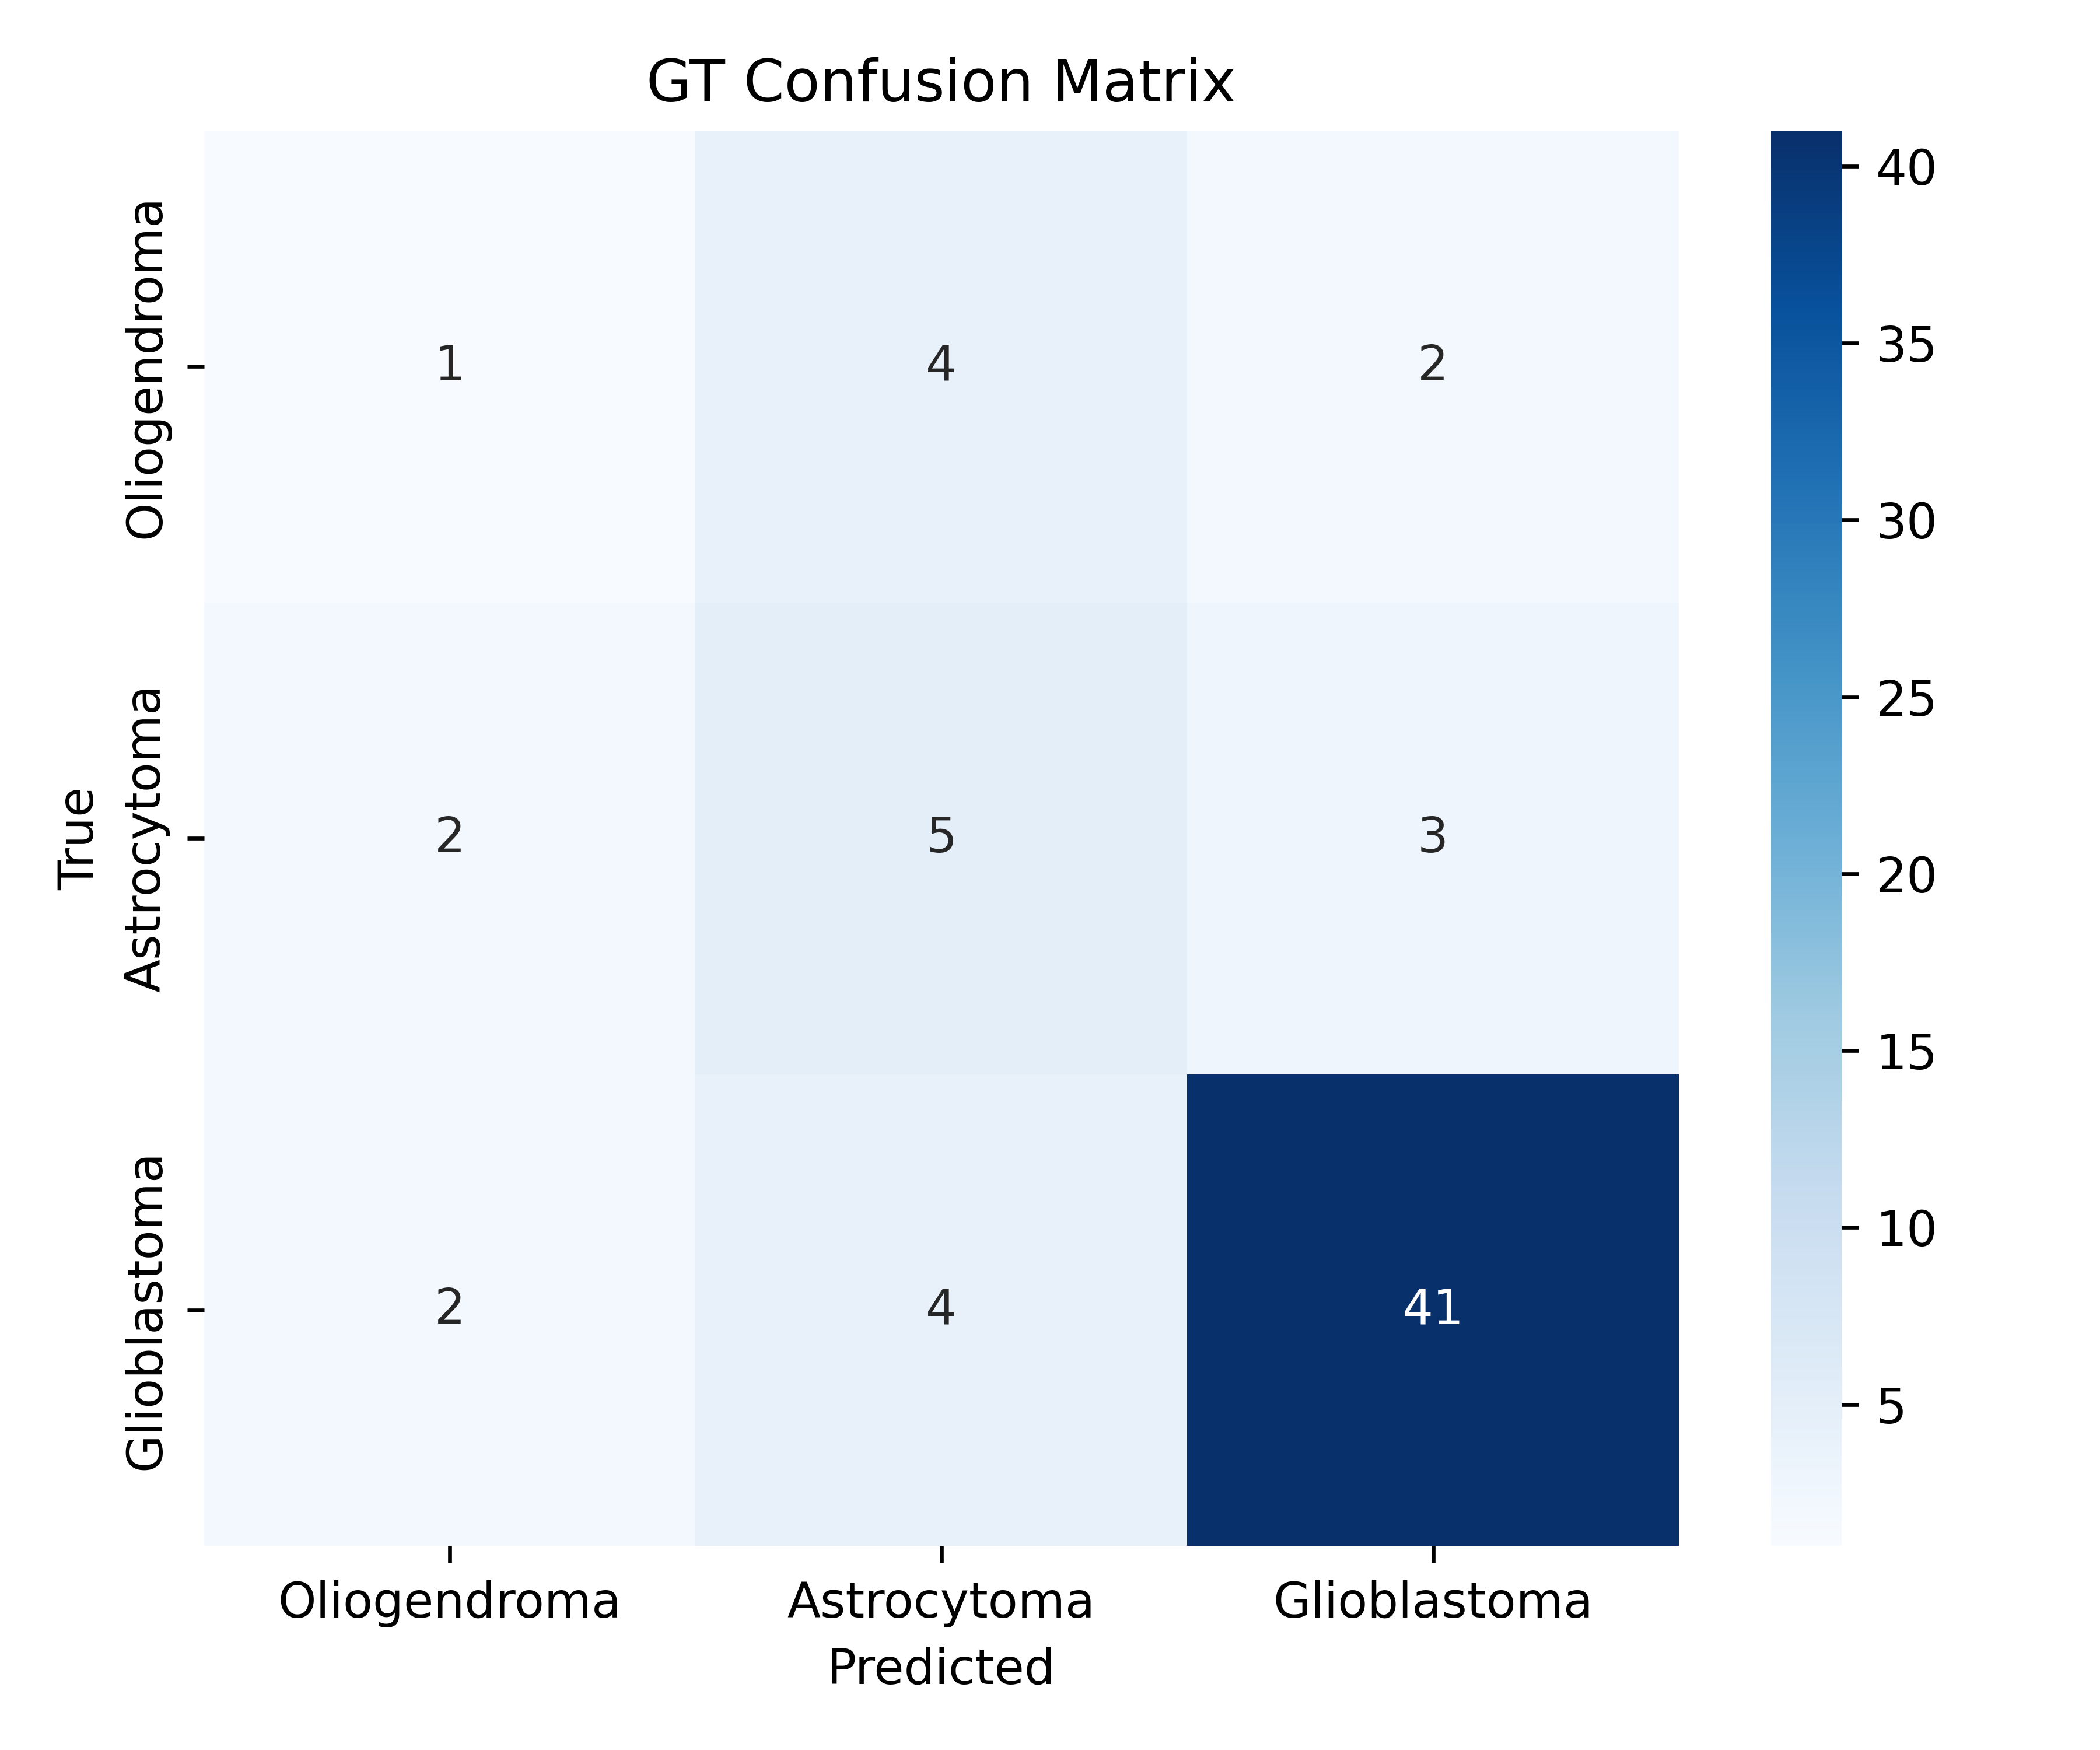 GT Confusion Matrix
True
Oliogendroma
1 4 2
Astrocytoma
2 5 3
Glioblastoma
2 4 41
Oliogendroma Astrocytoma Glioblastoma
Predicted
40
35
30
25
20
15
10
5